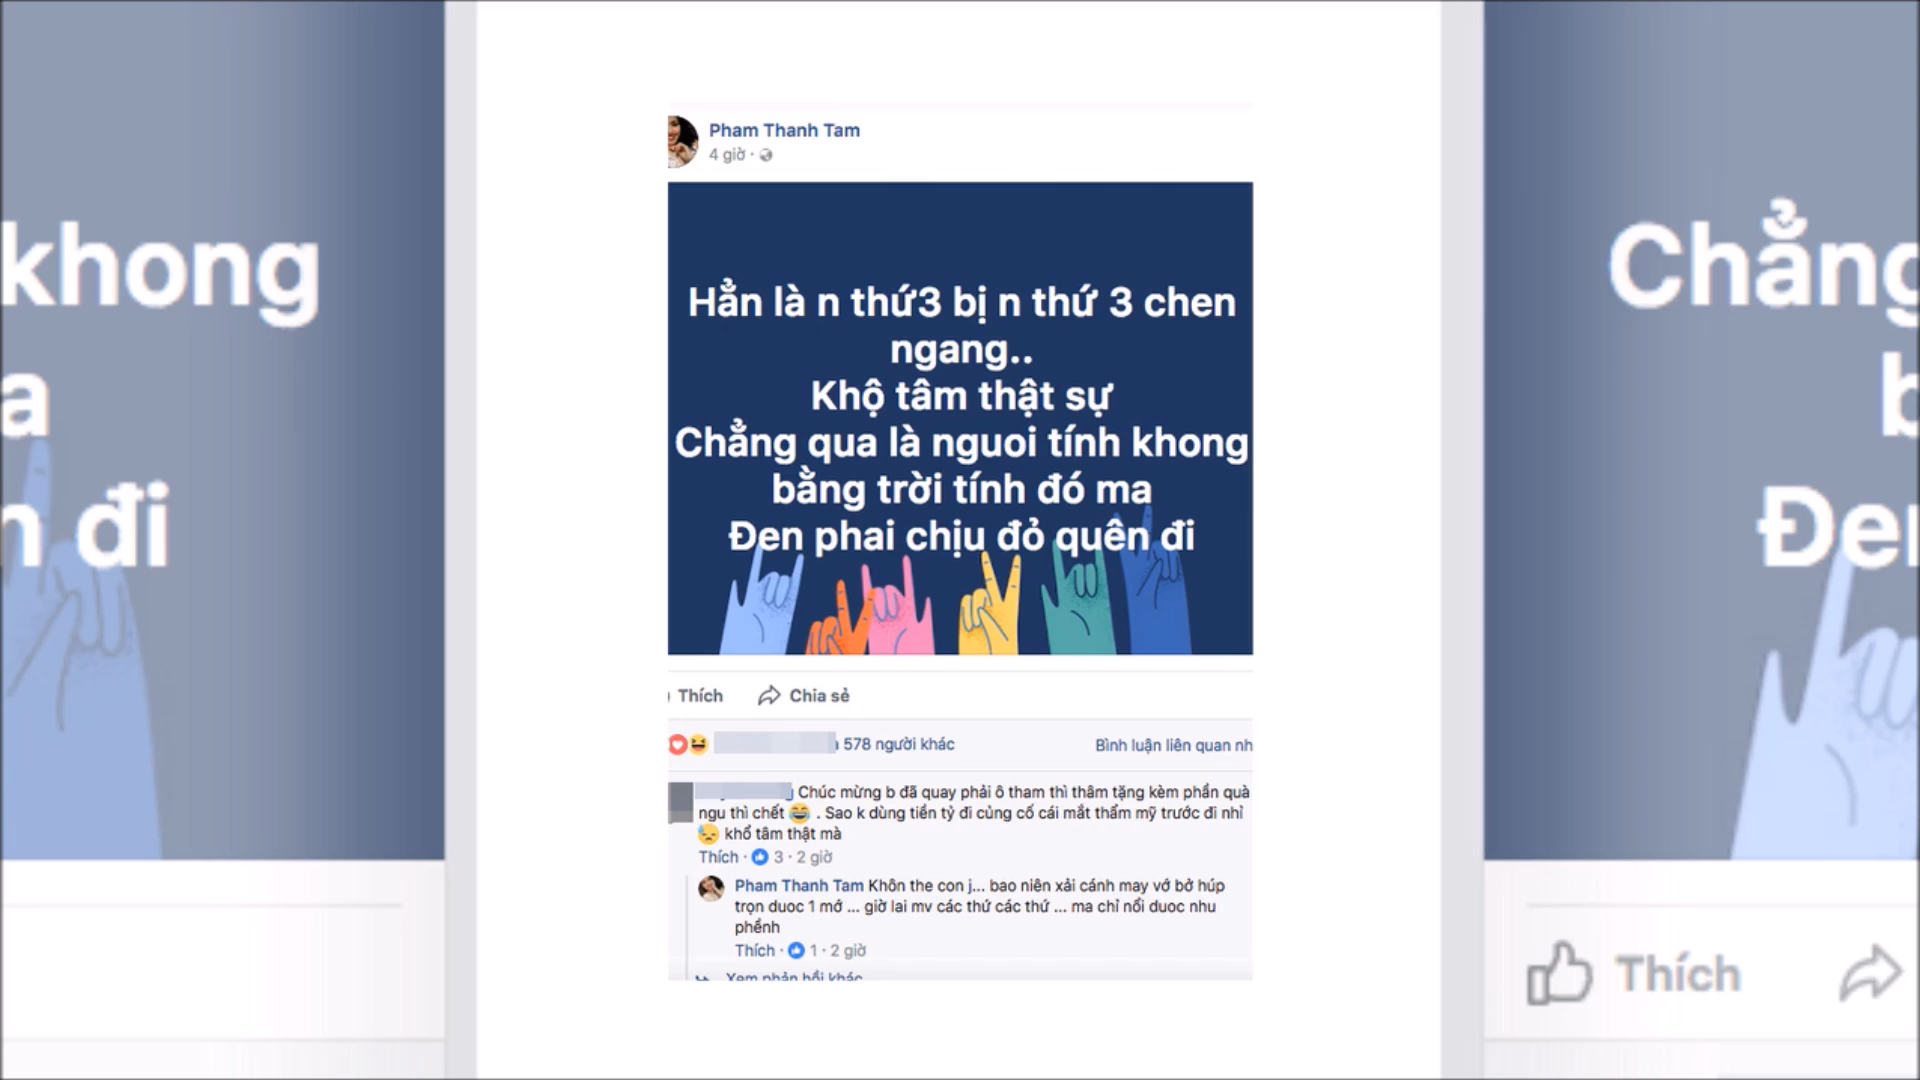 Pham Thanh Tam
4 giờ ·
Hẳn là n thứ3 bị n thứ 3 chen
ngang..
Khộ tâm thật sự
Chẳng qua là nguoi tính khong
bằng trời tính đó ma
Đen phai chịu đỏ quên đi
Thích Chia sẻ
578 người khác Bình luận liên quan nh
Chúc mừng b đã quay phải ô tham thì thâm tặng kèm phần quà
ngu thì chết 😂 . Sao k dùng tiền tỷ đi củng cố cái mắt thẩm mỹ trước đi nhỉ
😓 khổ tâm thật mà
Thích · 3 · 2 giờ
Pham Thanh Tam Khôn the con j... bao niên xải cánh may vớ bở húp
trọn duoc 1 mớ ... giờ lai mv các thứ các thứ ... ma chỉ nổi duoc nhu
phềnh
Thích · 1 · 2 giờ
Xem phản hồi khác
khong
a
n đi
Chẳng
b
Đen
Thích